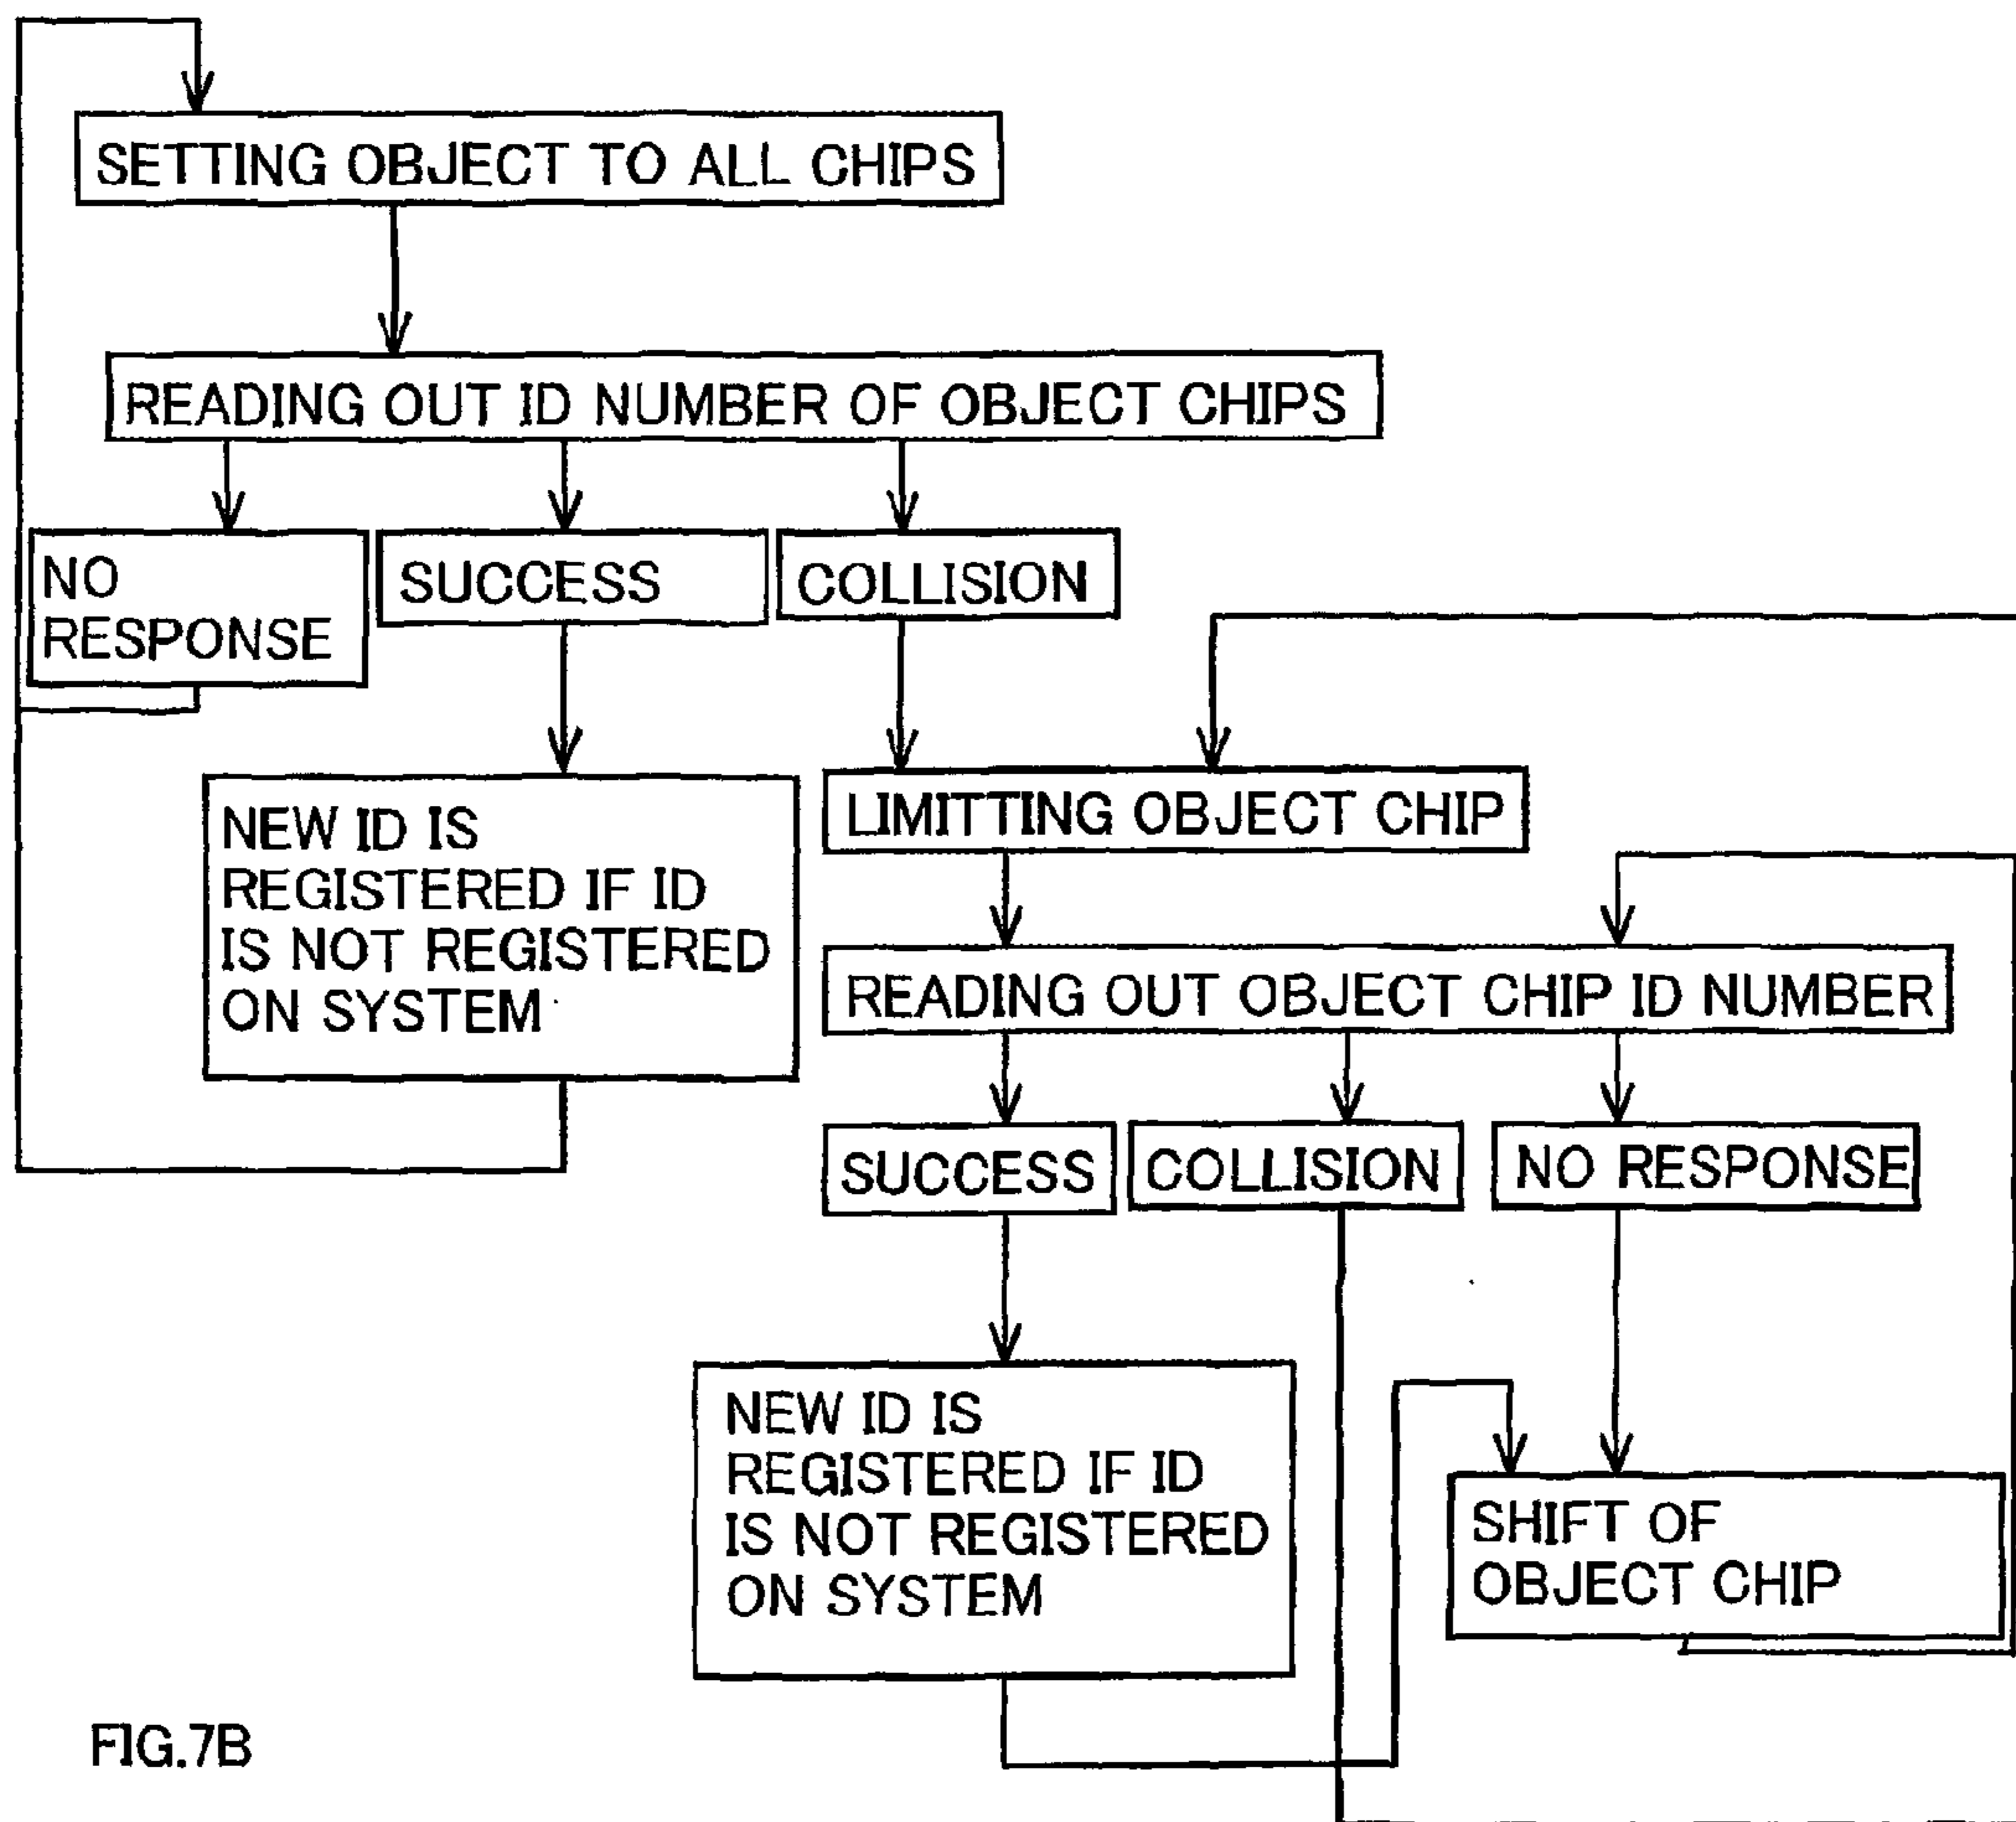 SETTING OBJECT TO ALL CHIPS
READING OUT ID NUMBER OF OBJECT CHIPS
NO
RESPONSE
SUCCESS
COLLISION
NEW ID IS
REGISTERED IF ID
IS NOT REGISTERED
ON SYSTEM
LIMITTING OBJECT CHIP
READING OUT OBJECT CHIP ID NUMBER
SUCCESS
COLLISION
NO RESPONSE
NEW ID IS
REGISTERED IF ID
IS NOT REGISTERED
ON SYSTEM
SHIFT OF
OBJECT CHIP
FIG.7B